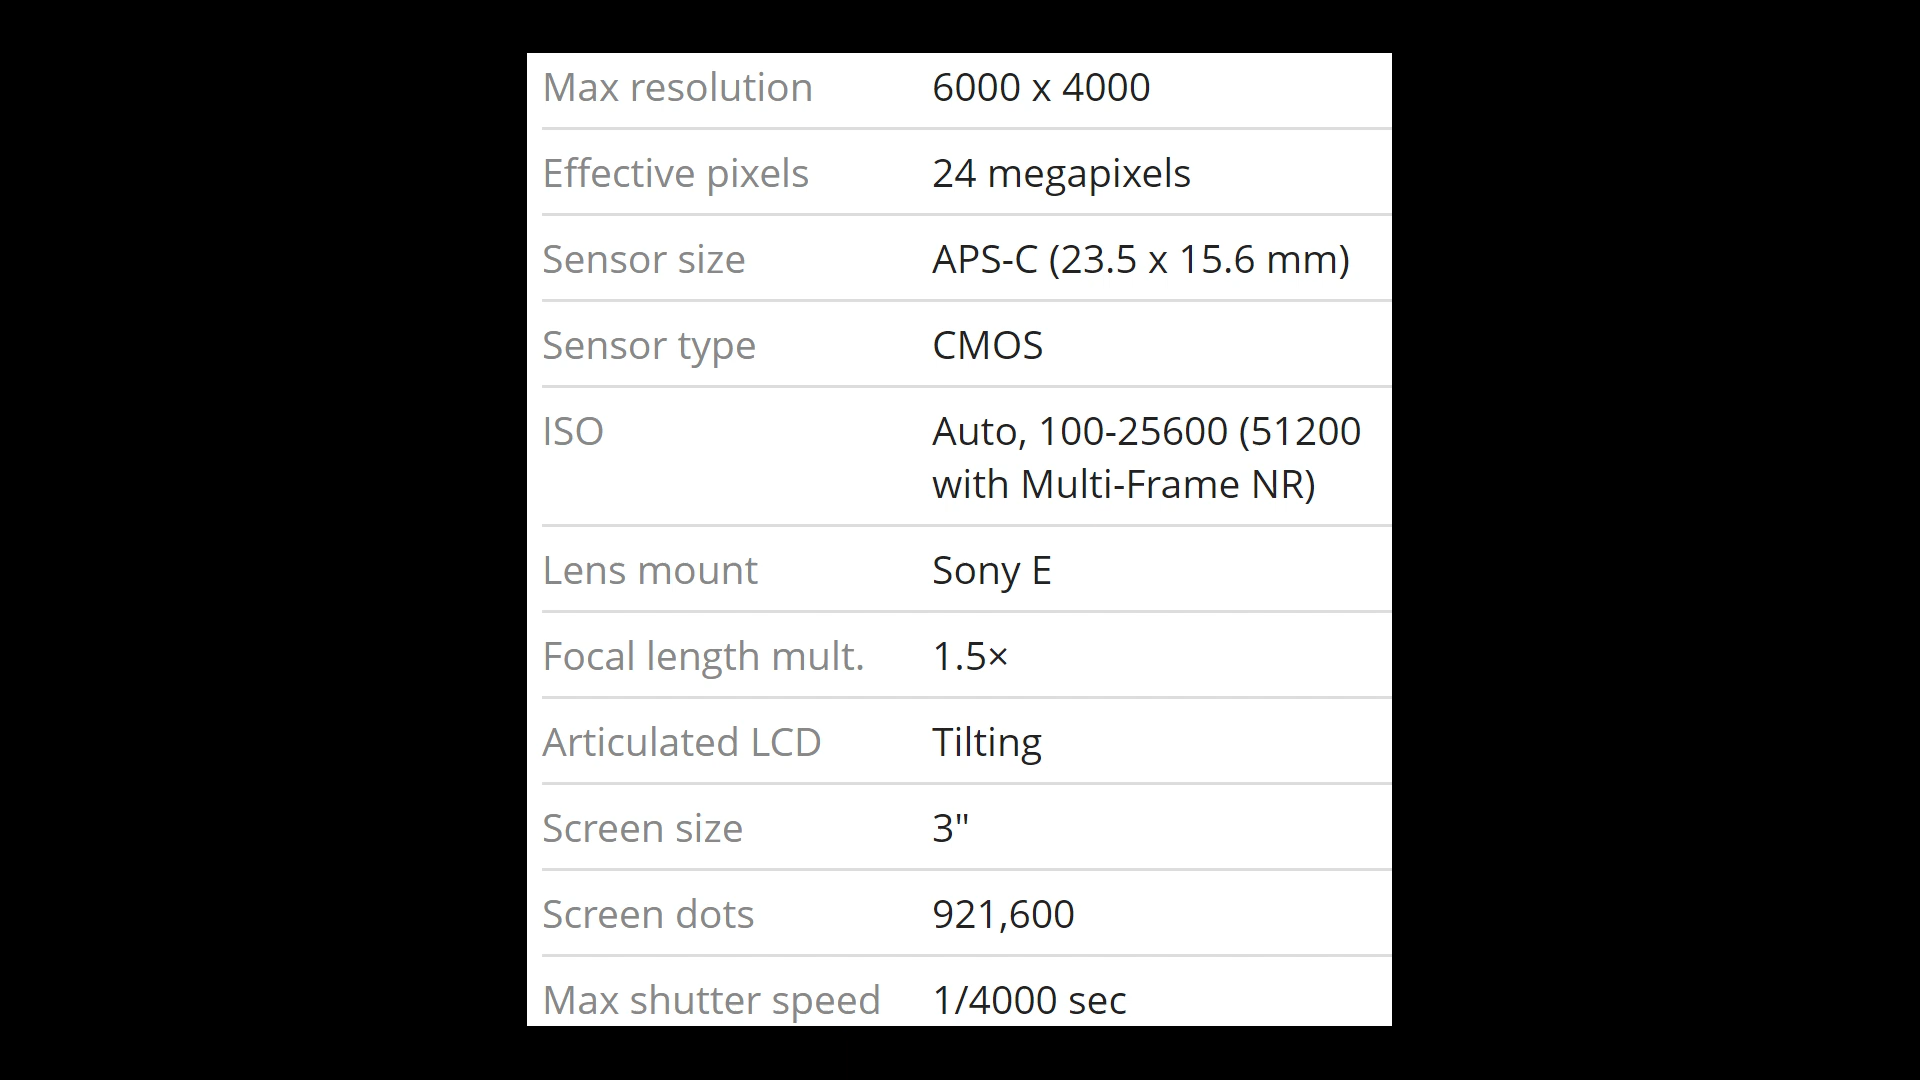 Max resolution 6000 x 4000
Effective pixels 24 megapixels
Sensor size APS-C (23.5 x 15.6 mm)
Sensor type CMOS
ISO Auto, 100-25600 (51200
with Multi-Frame NR)
Lens mount Sony E
Focal length mult. 1.5×
Articulated LCD Tilting
Screen size 3"
Screen dots 921,600
Max shutter speed 1/4000 sec